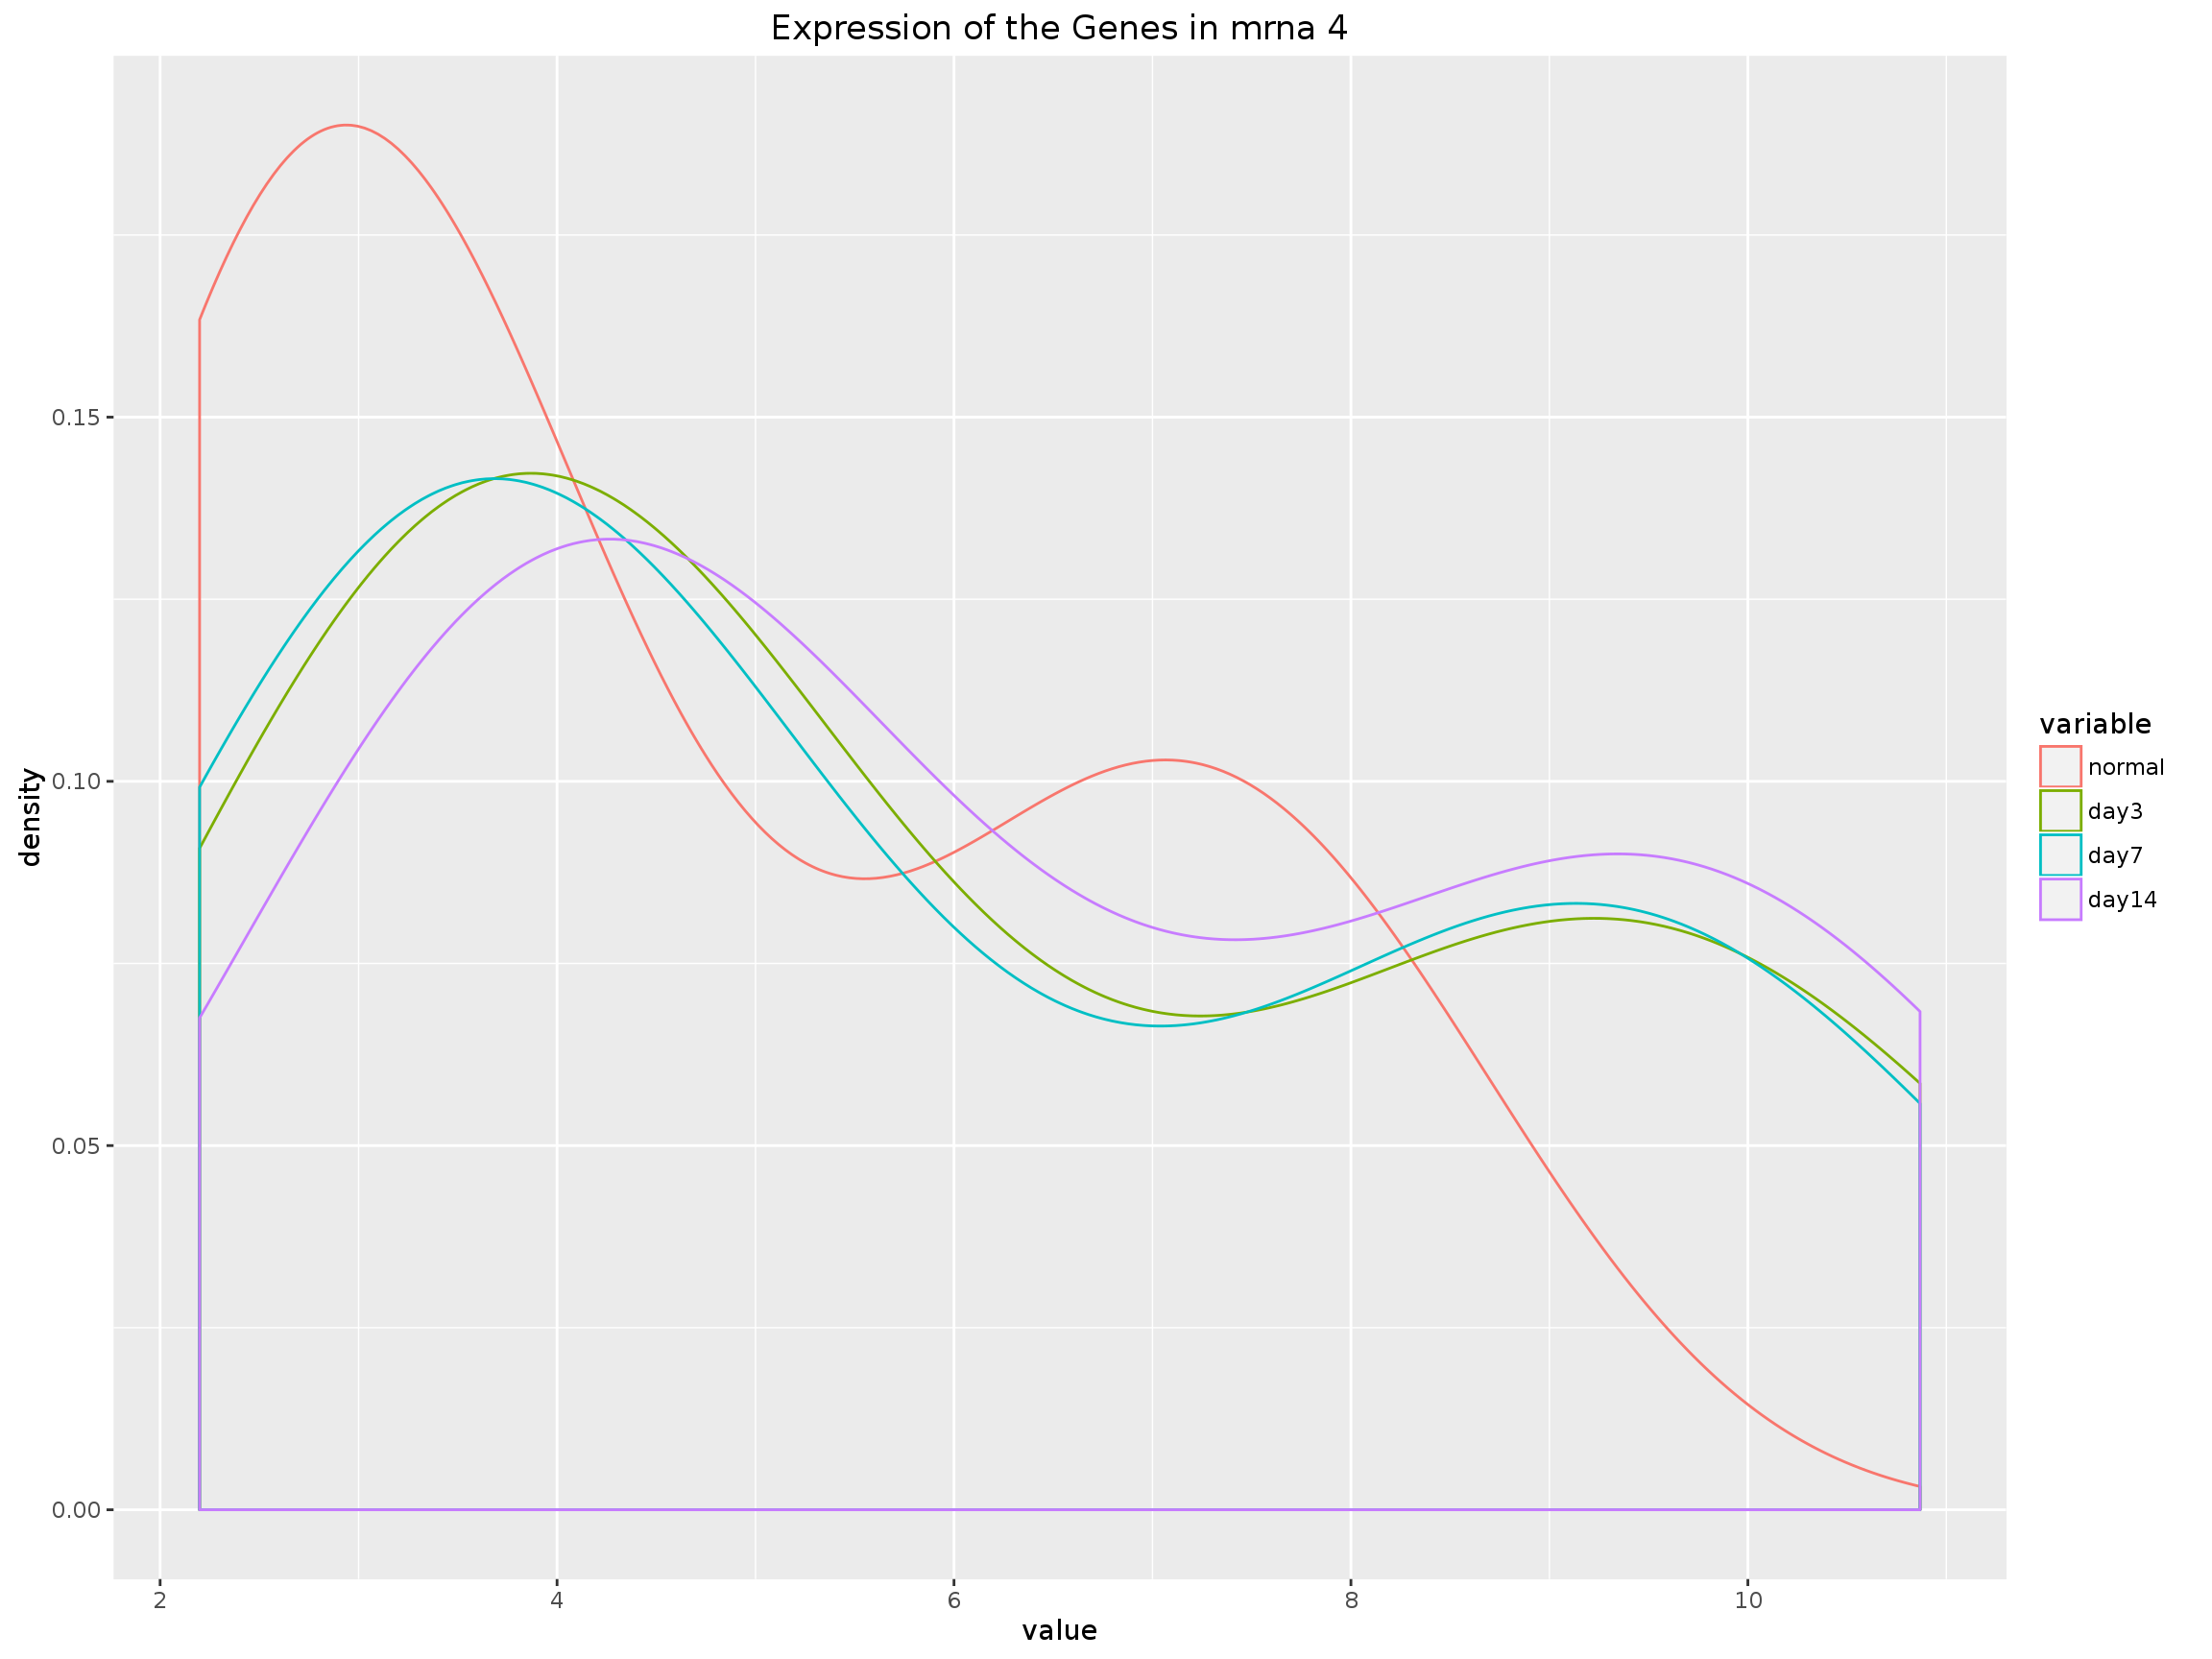 Expression of the Genes in mrna 4
density
0.15
0.10
0.05
0.00
2 4 6 8 10
value
variable
normal
day3
day7
day14